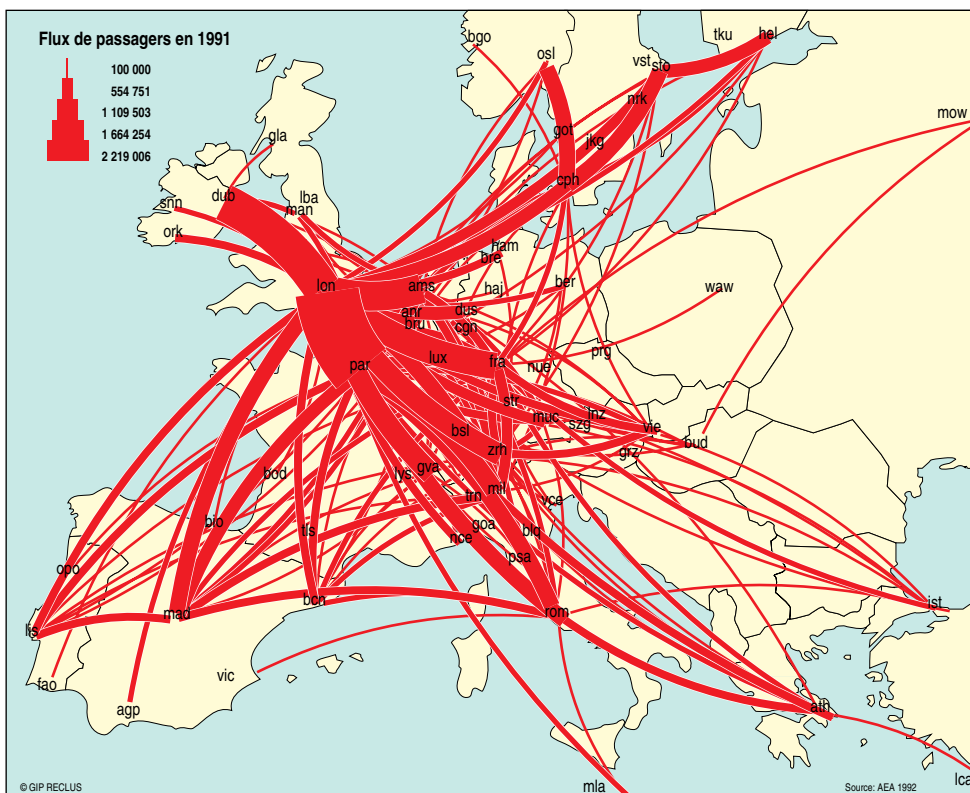 Flux de passagers en 1991
100 000
554 751
1 109 503
1 664 254
2 219 006
bgo
osl
tku
hel
vst
sto
nrk
mow
got
jkg
gla
cph
dub
lba
man
snn
ork
ham
bre
lon
ams
haj
ber
waw
anr
dus
bru
cgn
par
lux
fra
nue
prg
str
muc
lnz
szg
vie
bsl
zrh
grz
bud
bod
lys
gva
trn
mil
vce
bio
tls
goa
nce
blq
psa
opo
lis
mad
bcn
rom
ist
fao
agp
vic
ath
mla
lca
© GIP RECLUS
Source: AEA 1992